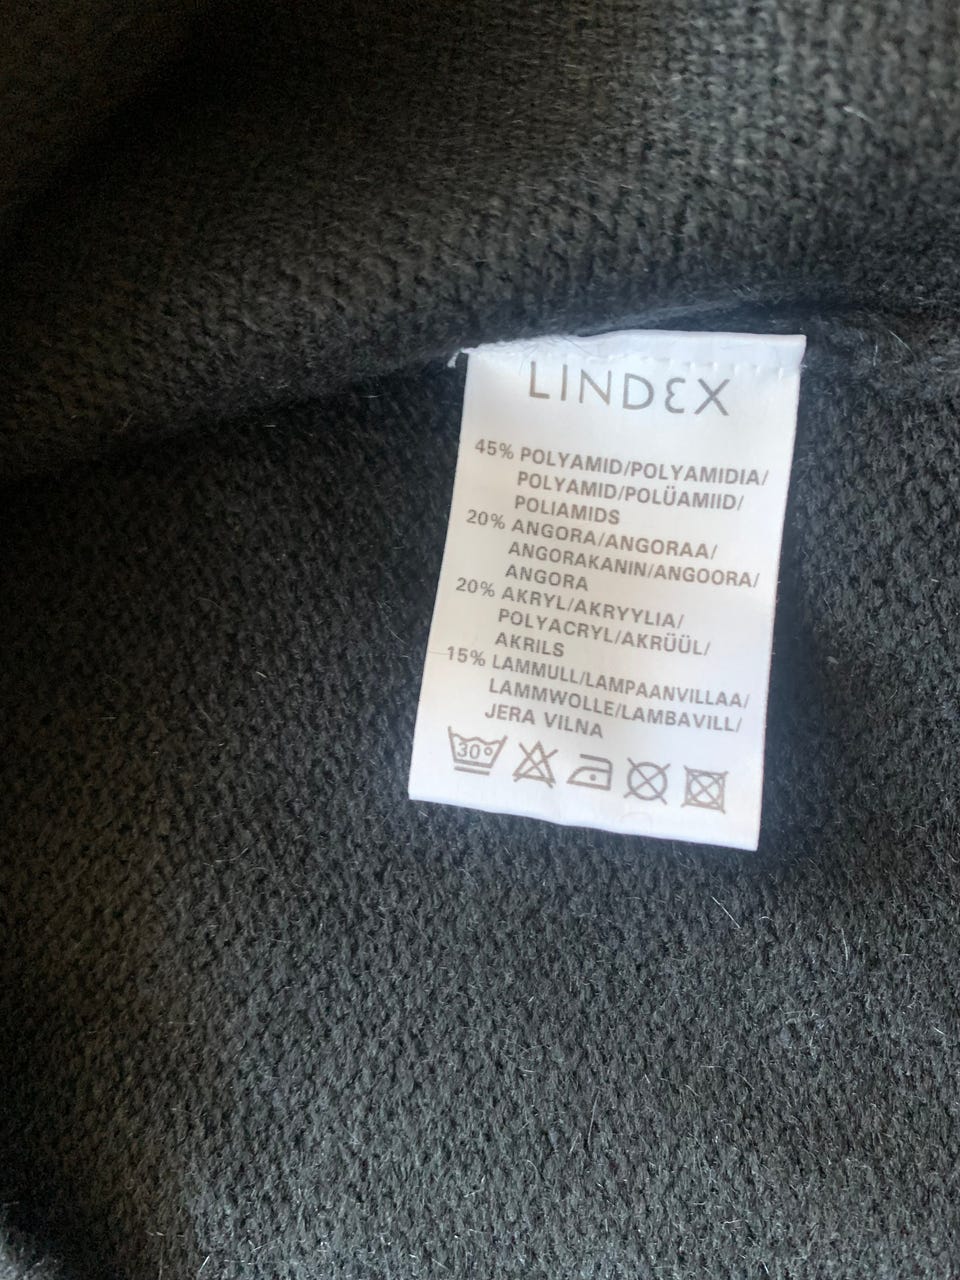 LINDEX
45% POLYAMID/POLYAMIDIA/
POLYAMID/POLÜAMIID/
POLIAMIDS
20% ANGORA/ANGORAA/
ANGORAKANIN/ANGOORA/
ANGORA
20% AKRYL/AKRYYLIA/
POLYACRYL/AKRÜÜL/
AKRILS
15% LAMMULL/LAMPAANVILLAA/
LAMMWOLLE/LAMBAVILL/
JERA VILNA
30°